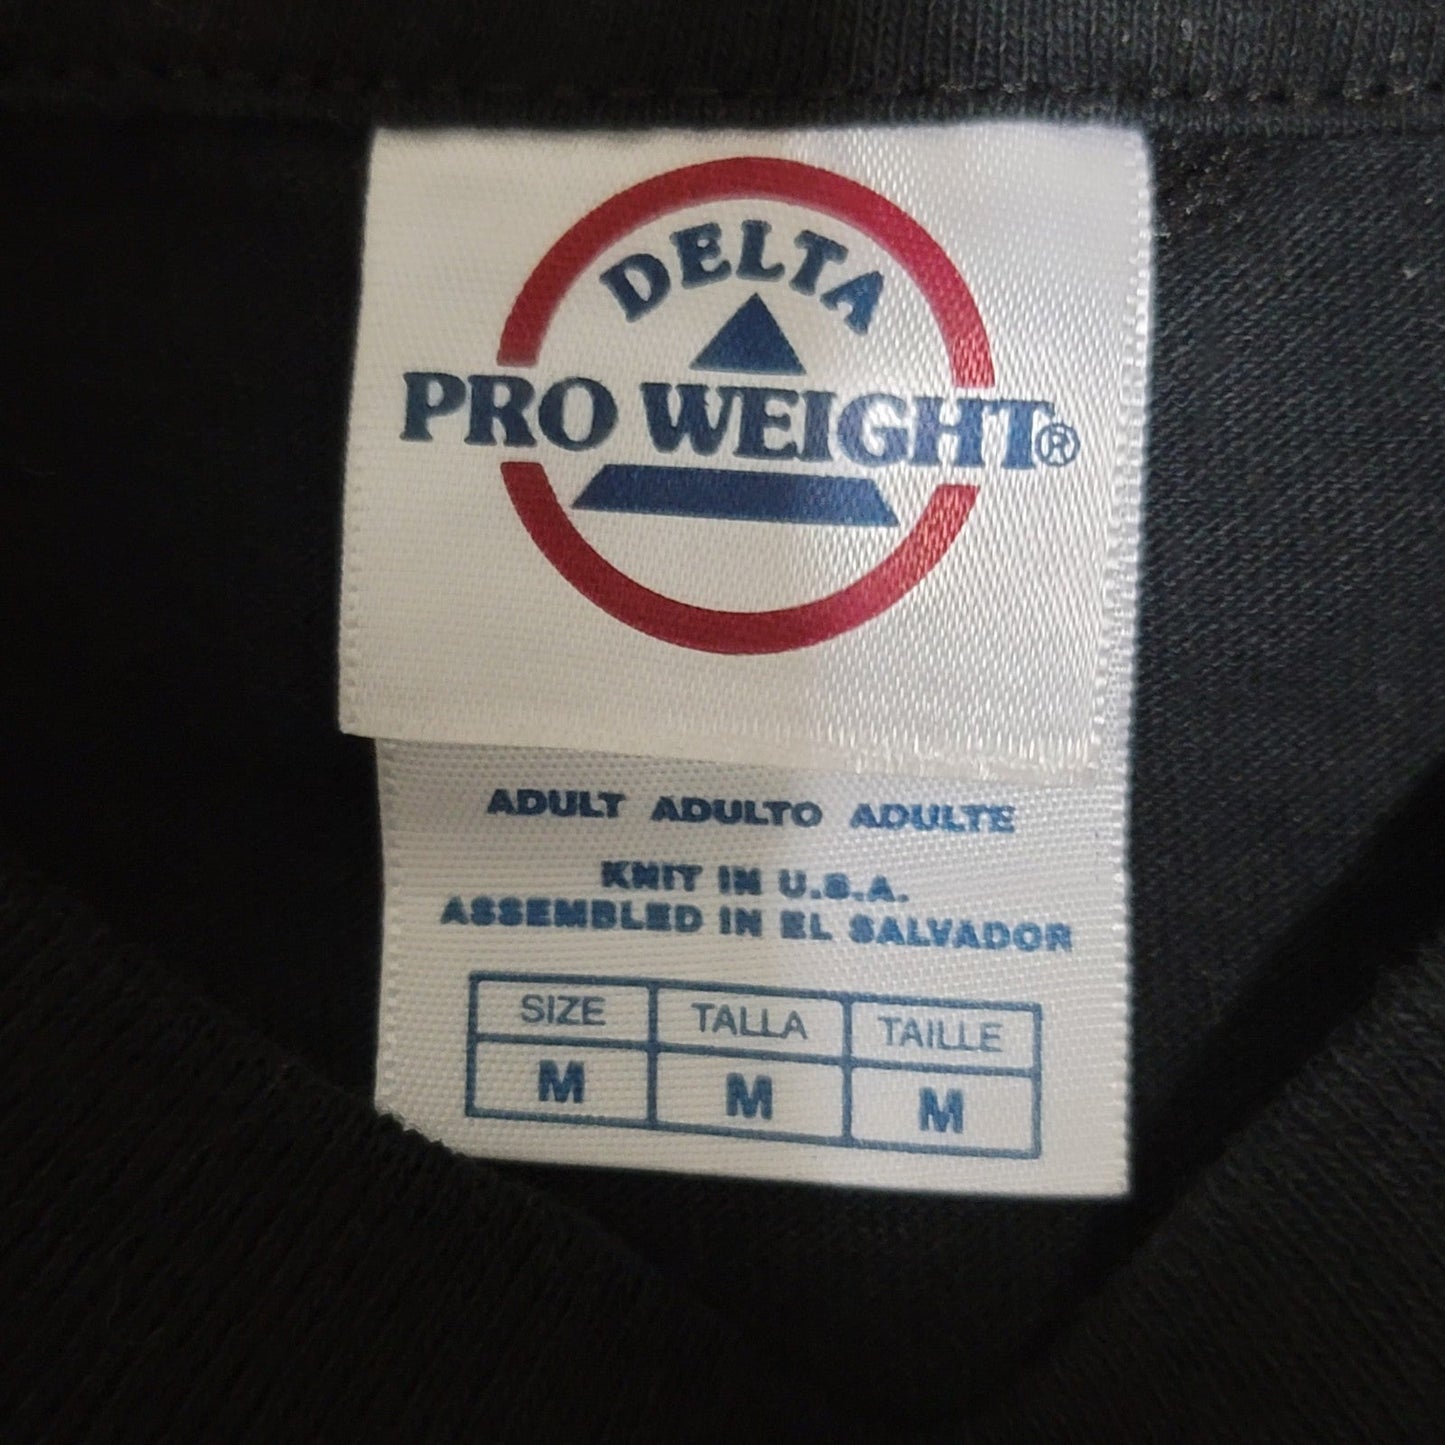 DELTA
PRO WEIGHT®
ADULT ADULTO ADULTE
KNIT IN U.S.A.
ASSEMBLED IN EL SALVADOR
SIZE TALLA TAILLE
M M M